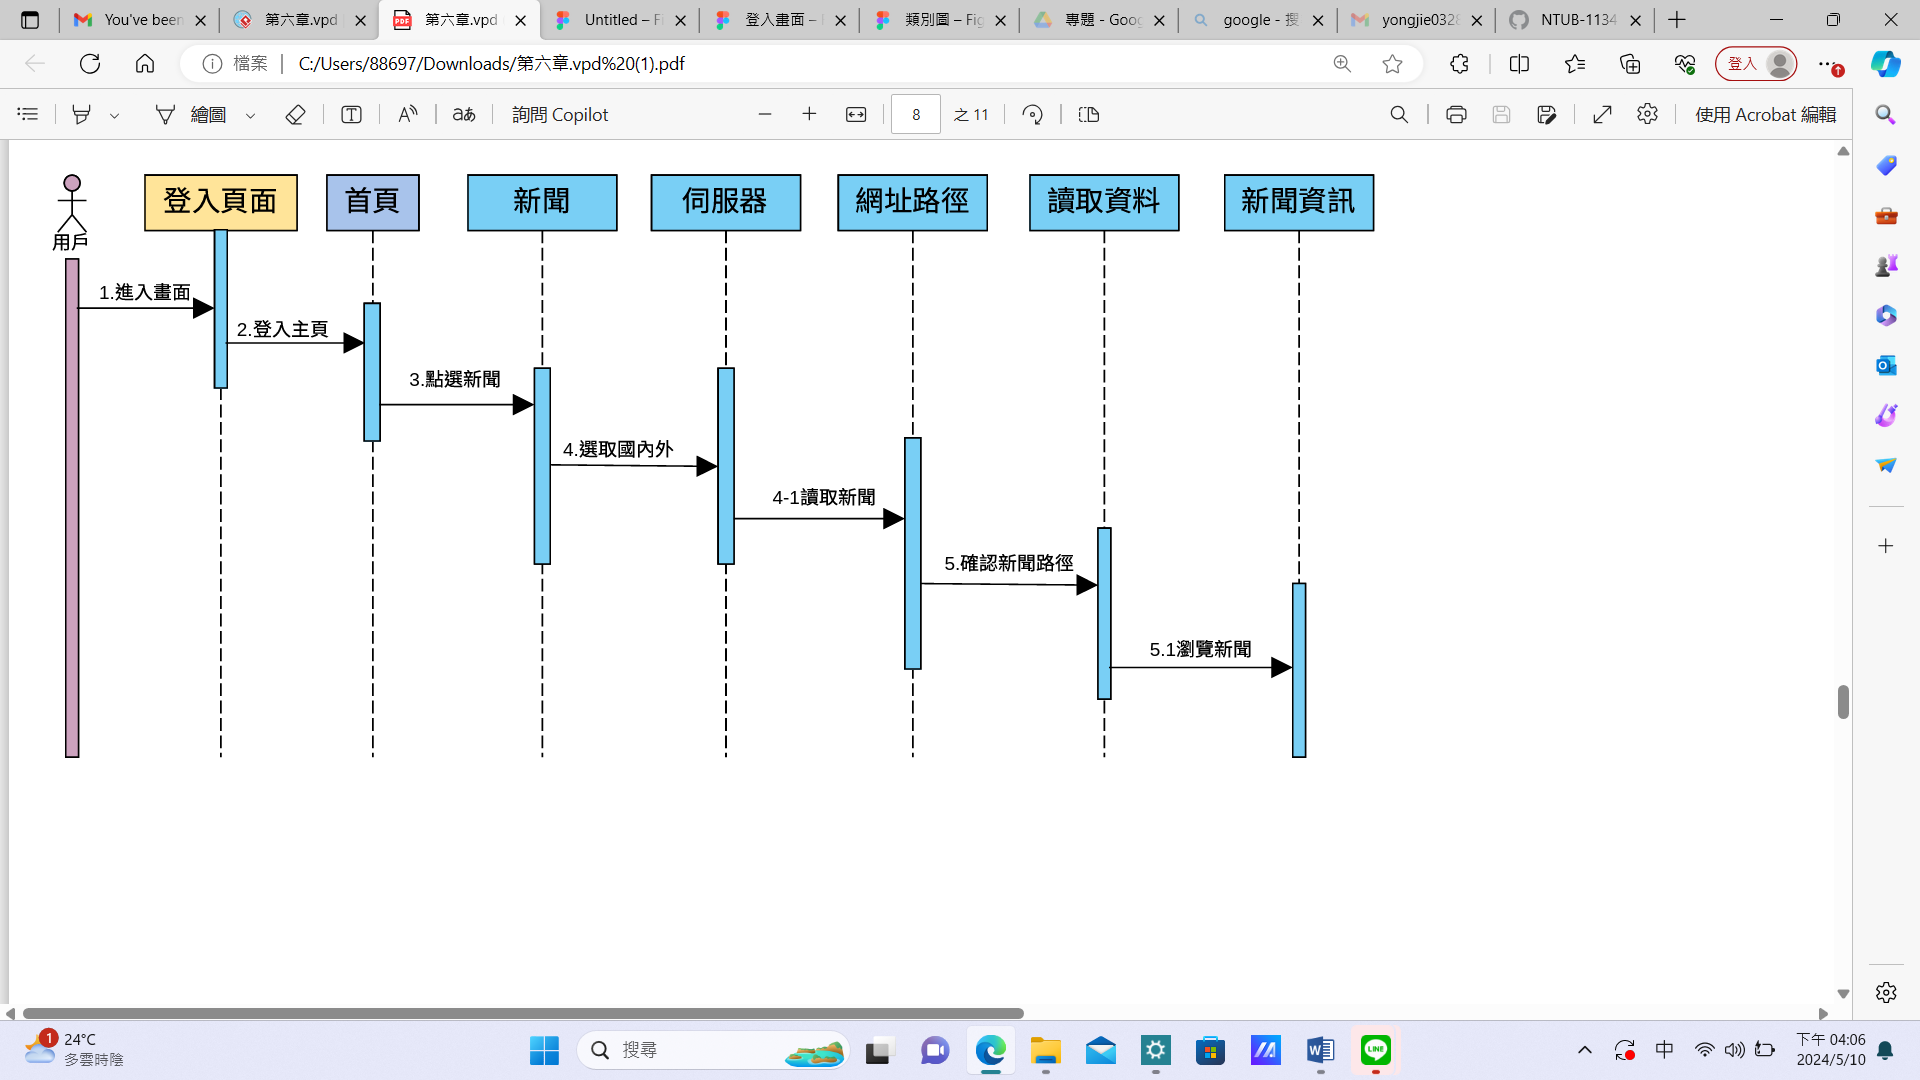 You've been
第六章.vpd
第六章.vpd
Untitled – Fi
登入畫面 –
類別圖 – Fig
專題 - Goog
google - 搜
yongjie0328
NTUB-1134
檔案
C:/Users/88697/Downloads/第六章.vpd%20(1).pdf
登入
繪圖
aあ
詢問 Copilot
8
之 11
使用 Acrobat 編輯
用戶
登入頁面
首頁
新聞
伺服器
網址路徑
讀取資料
新聞資訊
1.進入畫面
2.登入主頁
3.點選新聞
4.選取國內外
4-1讀取新聞
5.確認新聞路徑
5.1瀏覽新聞
1
24°C
多雲時陰
搜尋
LINE
中
下午 04:06
2024/5/10